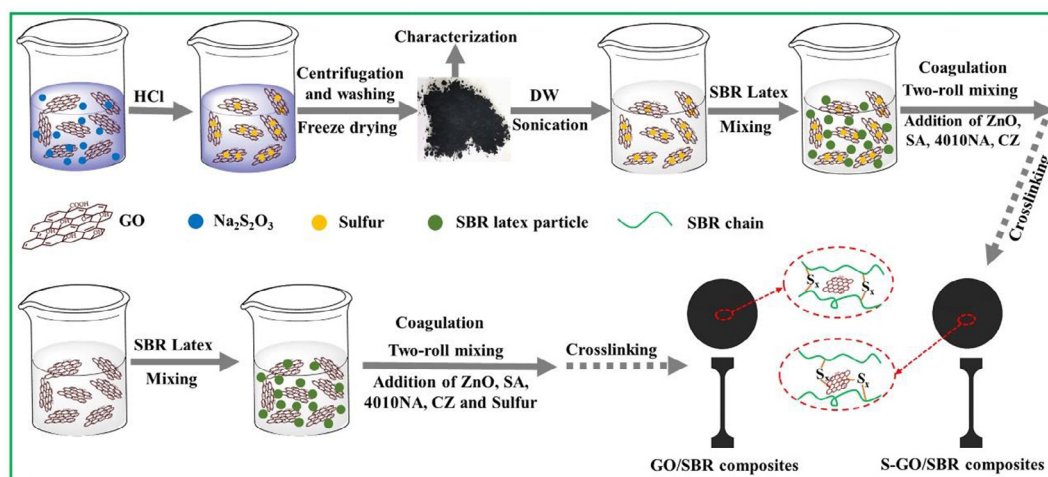 Characterization
HCl
Centrifugation
and washing
Freeze drying
DW
Sonication
SBR Latex
Mixing
Coagulation
Two-roll mixing
Addition of ZnO,
SA, 4010NA, CZ
Crosslinking
COOH
OH
GO
Na₂S₂O₃
Sulfur
SBR latex particle
SBR chain
SBR Latex
Mixing
Coagulation
Two-roll mixing
Addition of ZnO, SA,
4010NA, CZ and Sulfur
Crosslinking
Sₓ Sₓ
Sₓ Sₓ
GO/SBR composites
S-GO/SBR composites